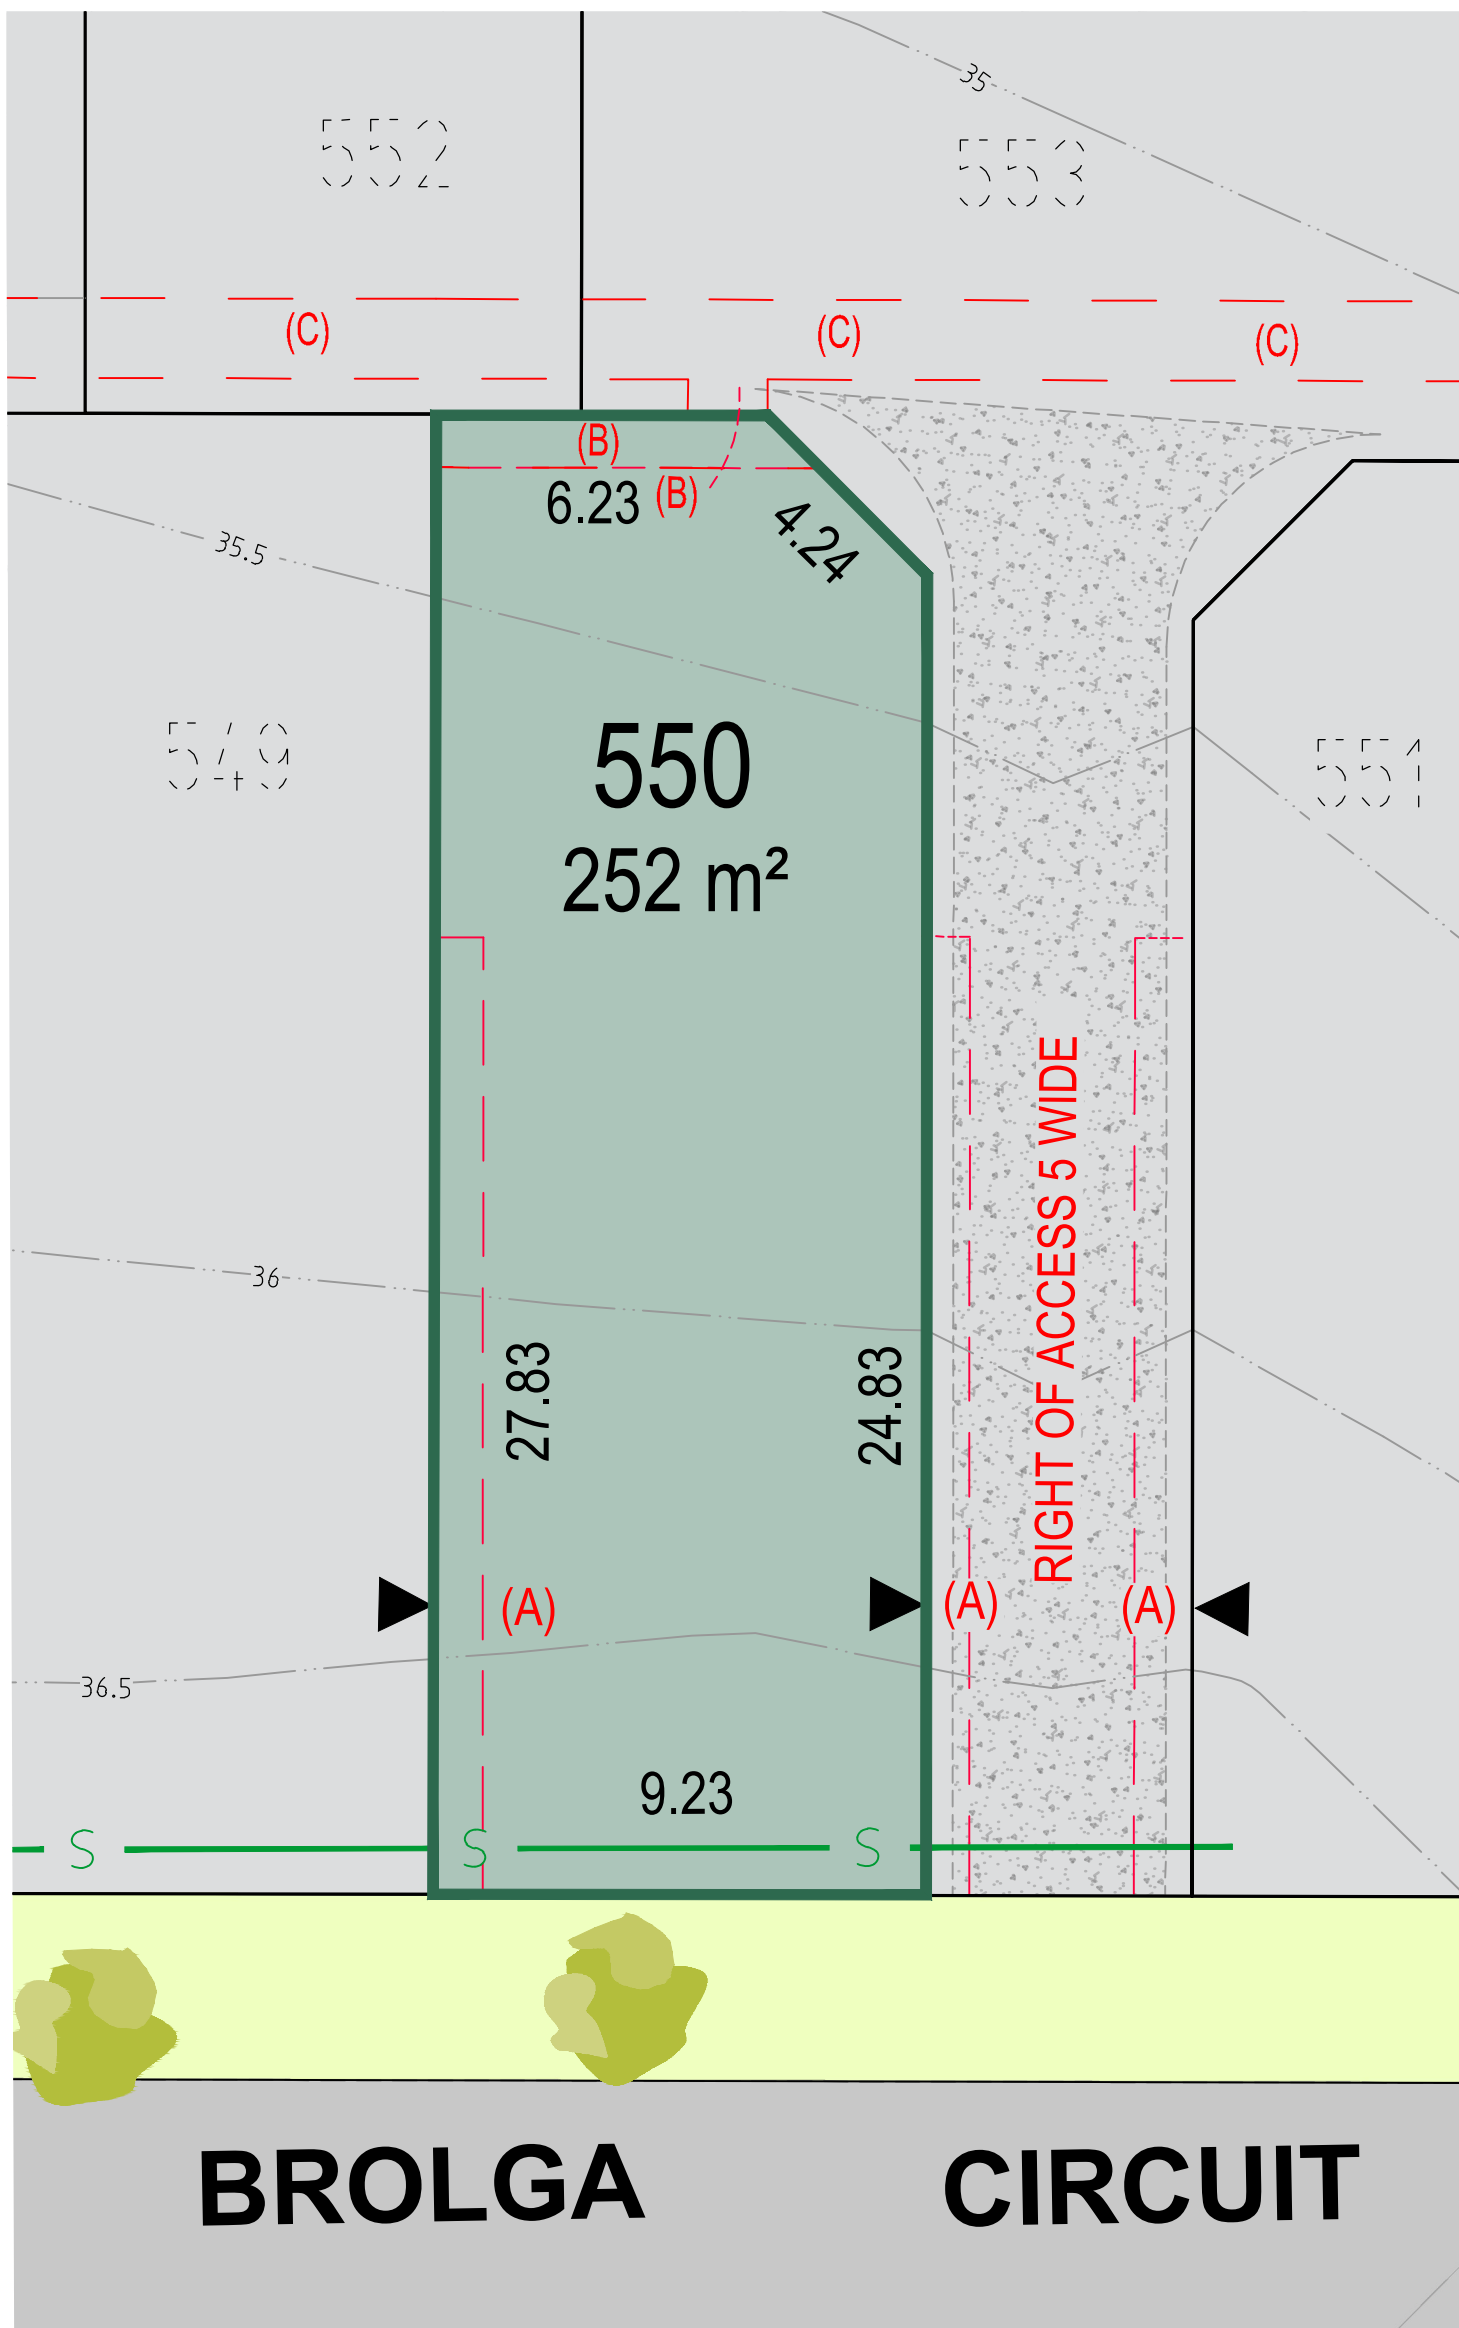 35
552
553
(C)
(C)
(C)
(B)
6.23
(B)
4.24
35.5
550
252 m²
549
551
36
27.83
24.83
RIGHT OF ACCESS 5 WIDE
(A)
(A)
(A)
36.5
9.23
S
S
S
BROLGA CIRCUIT